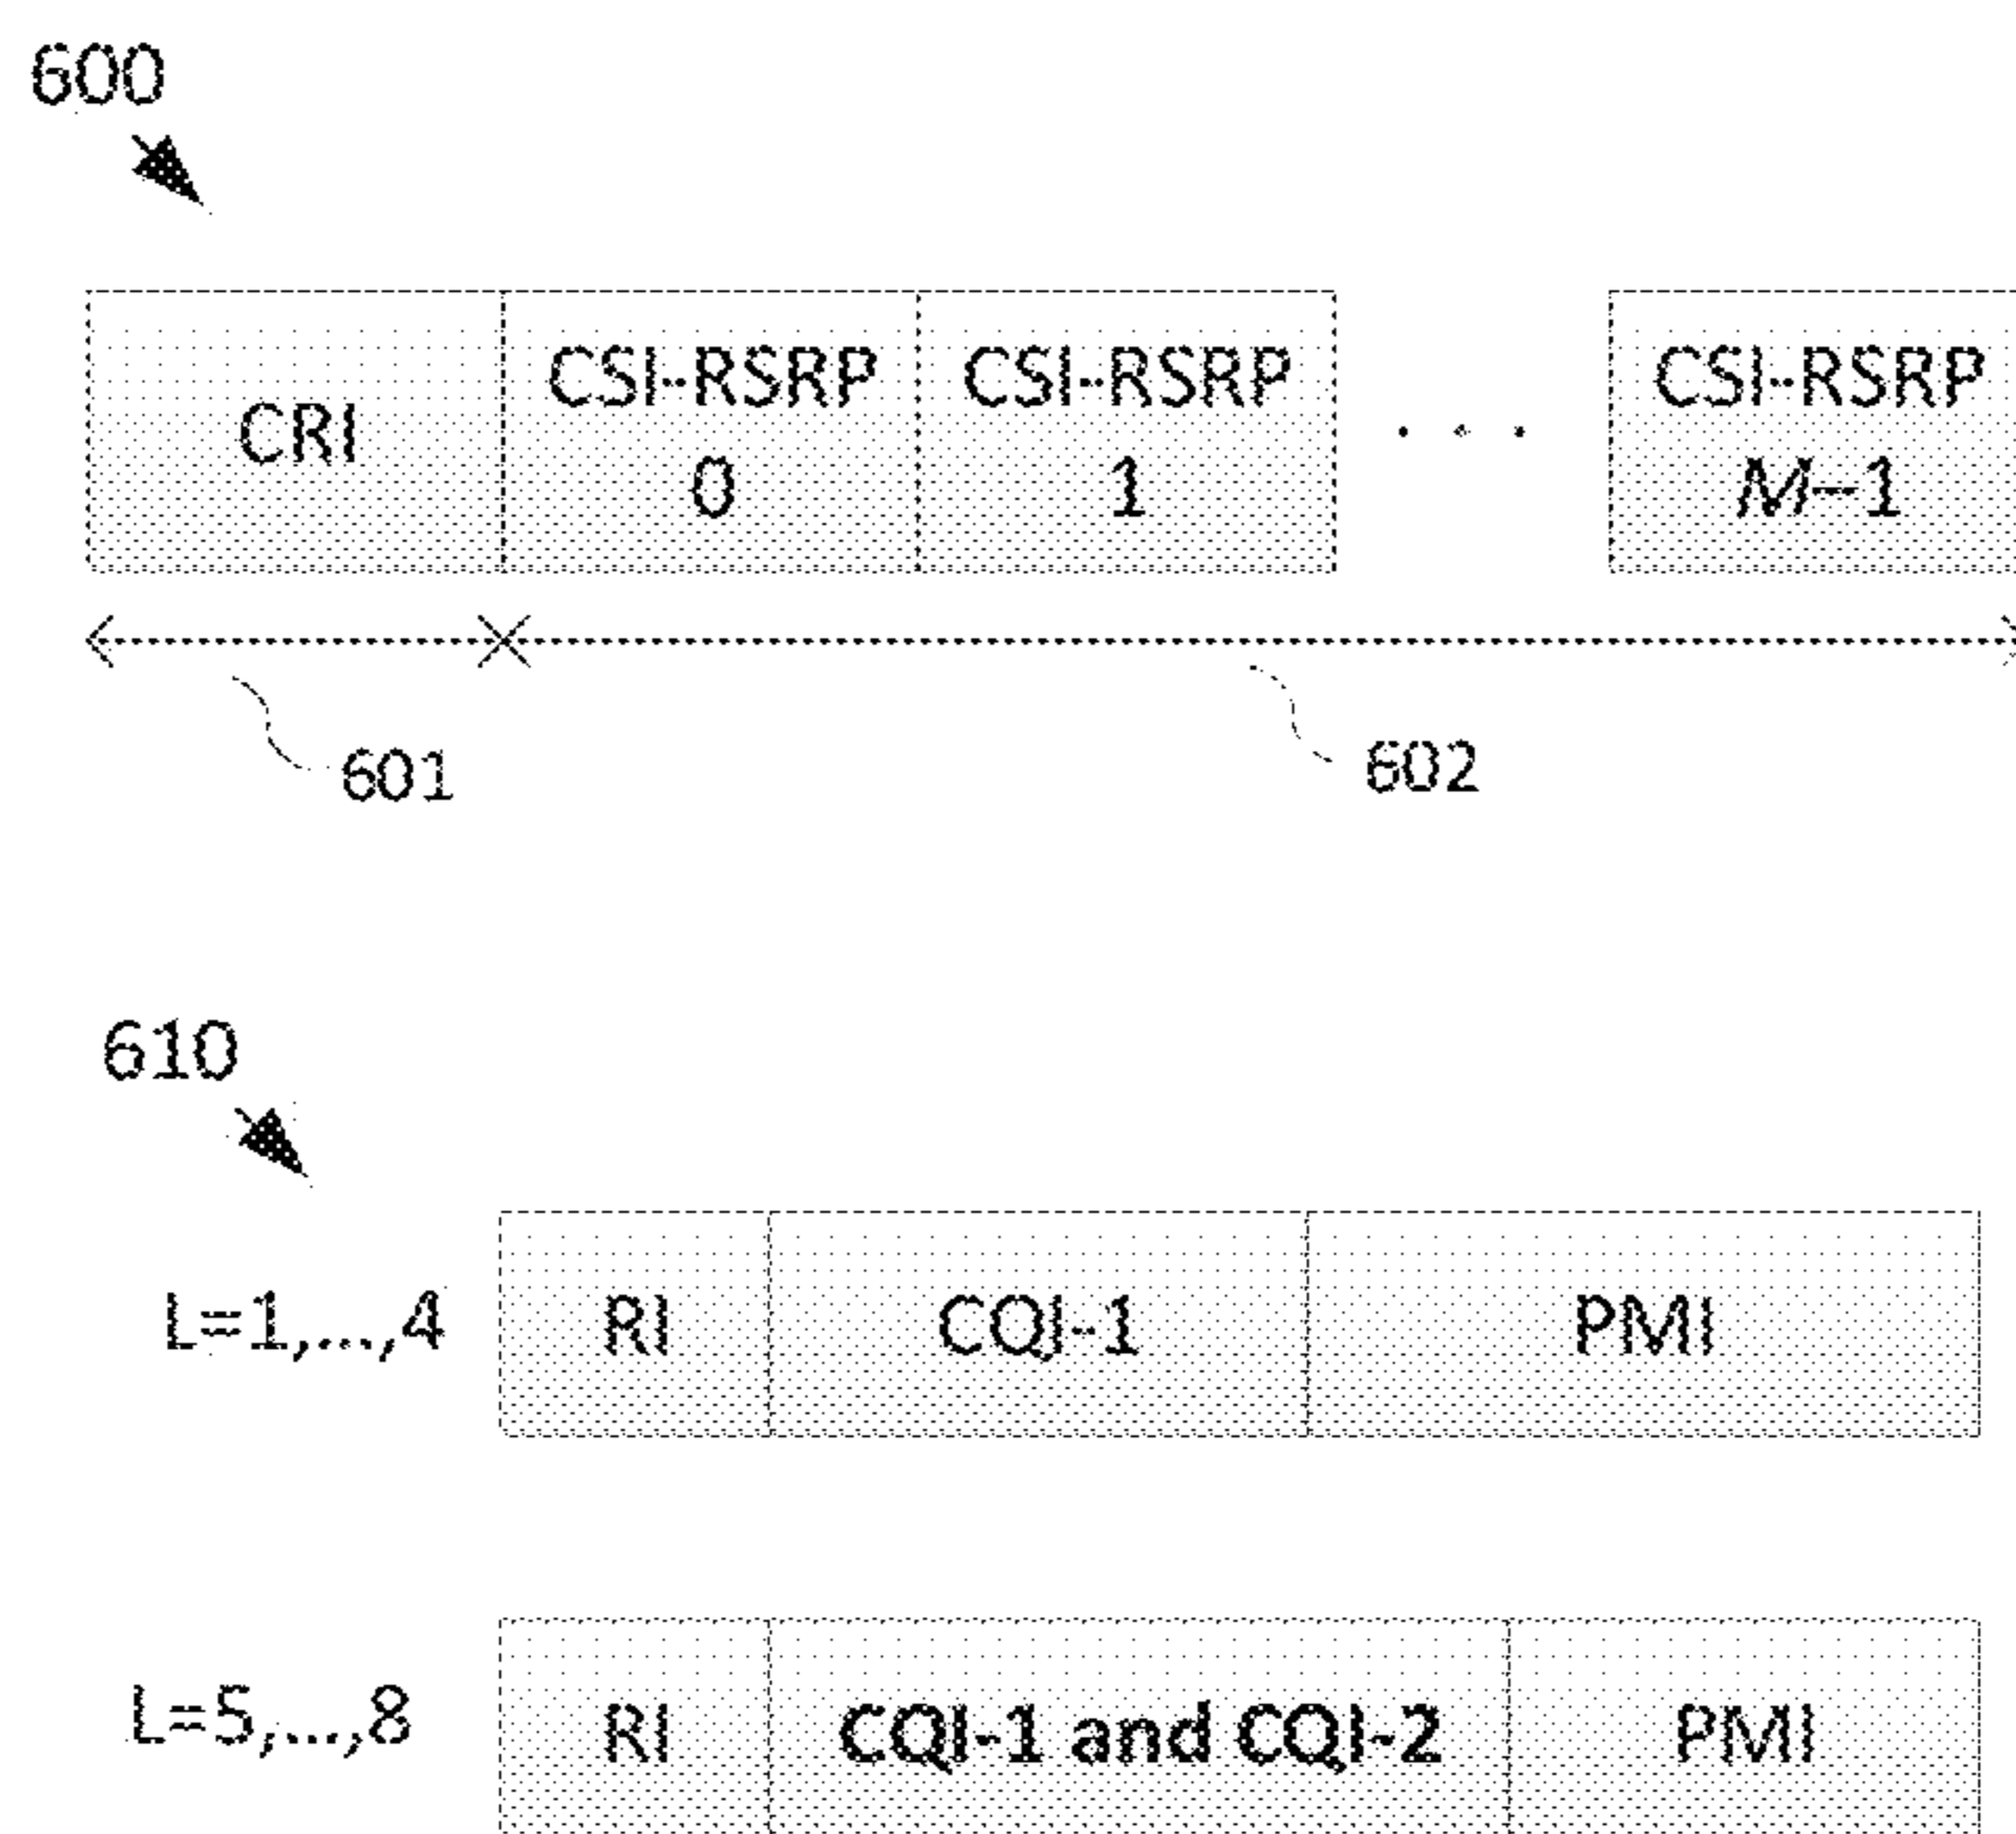 600
CRI
CSI-RSRP
0
CSI-RSRP
1
. . .
CSI-RSRP
M-1
601
602
610
L=1,...,4
RI
CQI-1
PMI
L=5,...,8
RI
CQI-1 and CQI-2
PMI